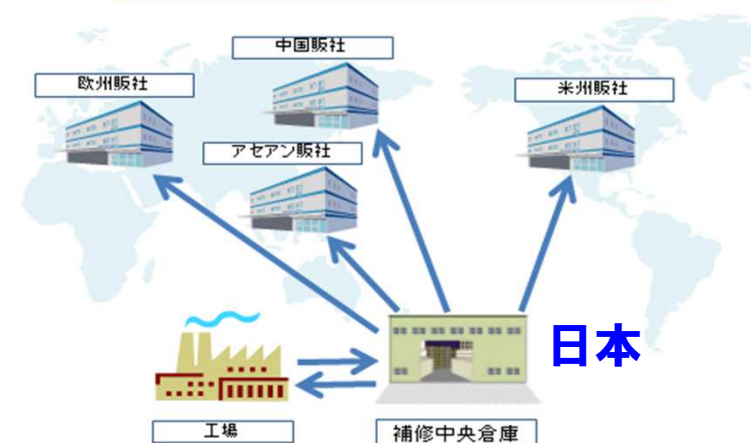 中国販社
欧州販社
米州販社
アセアン販社
日本
工場
補修中央倉庫